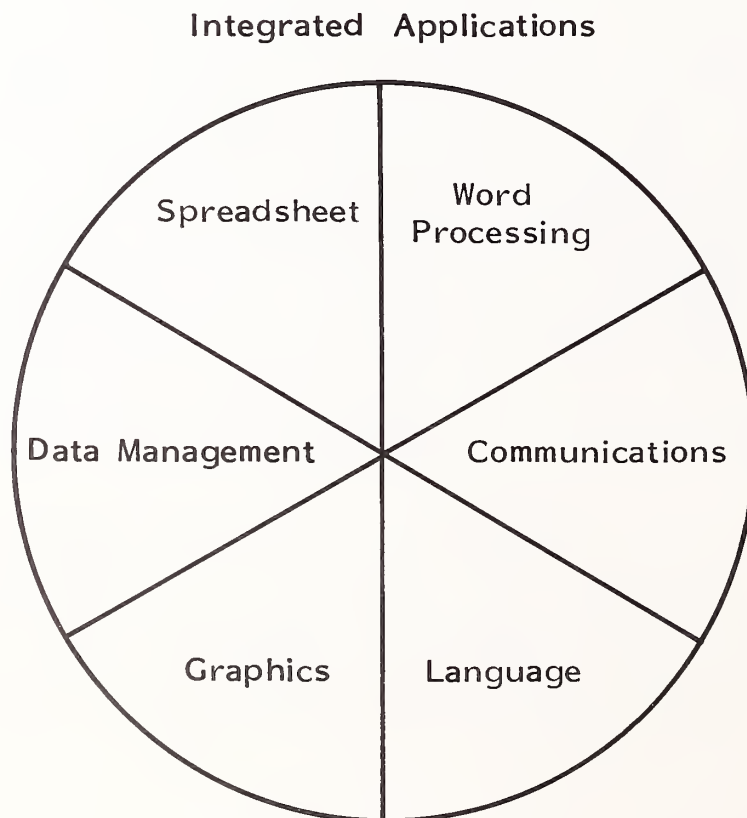 Integrated Applications
Spreadsheet
Word
Processing
Data Management
Communications
Graphics
Language